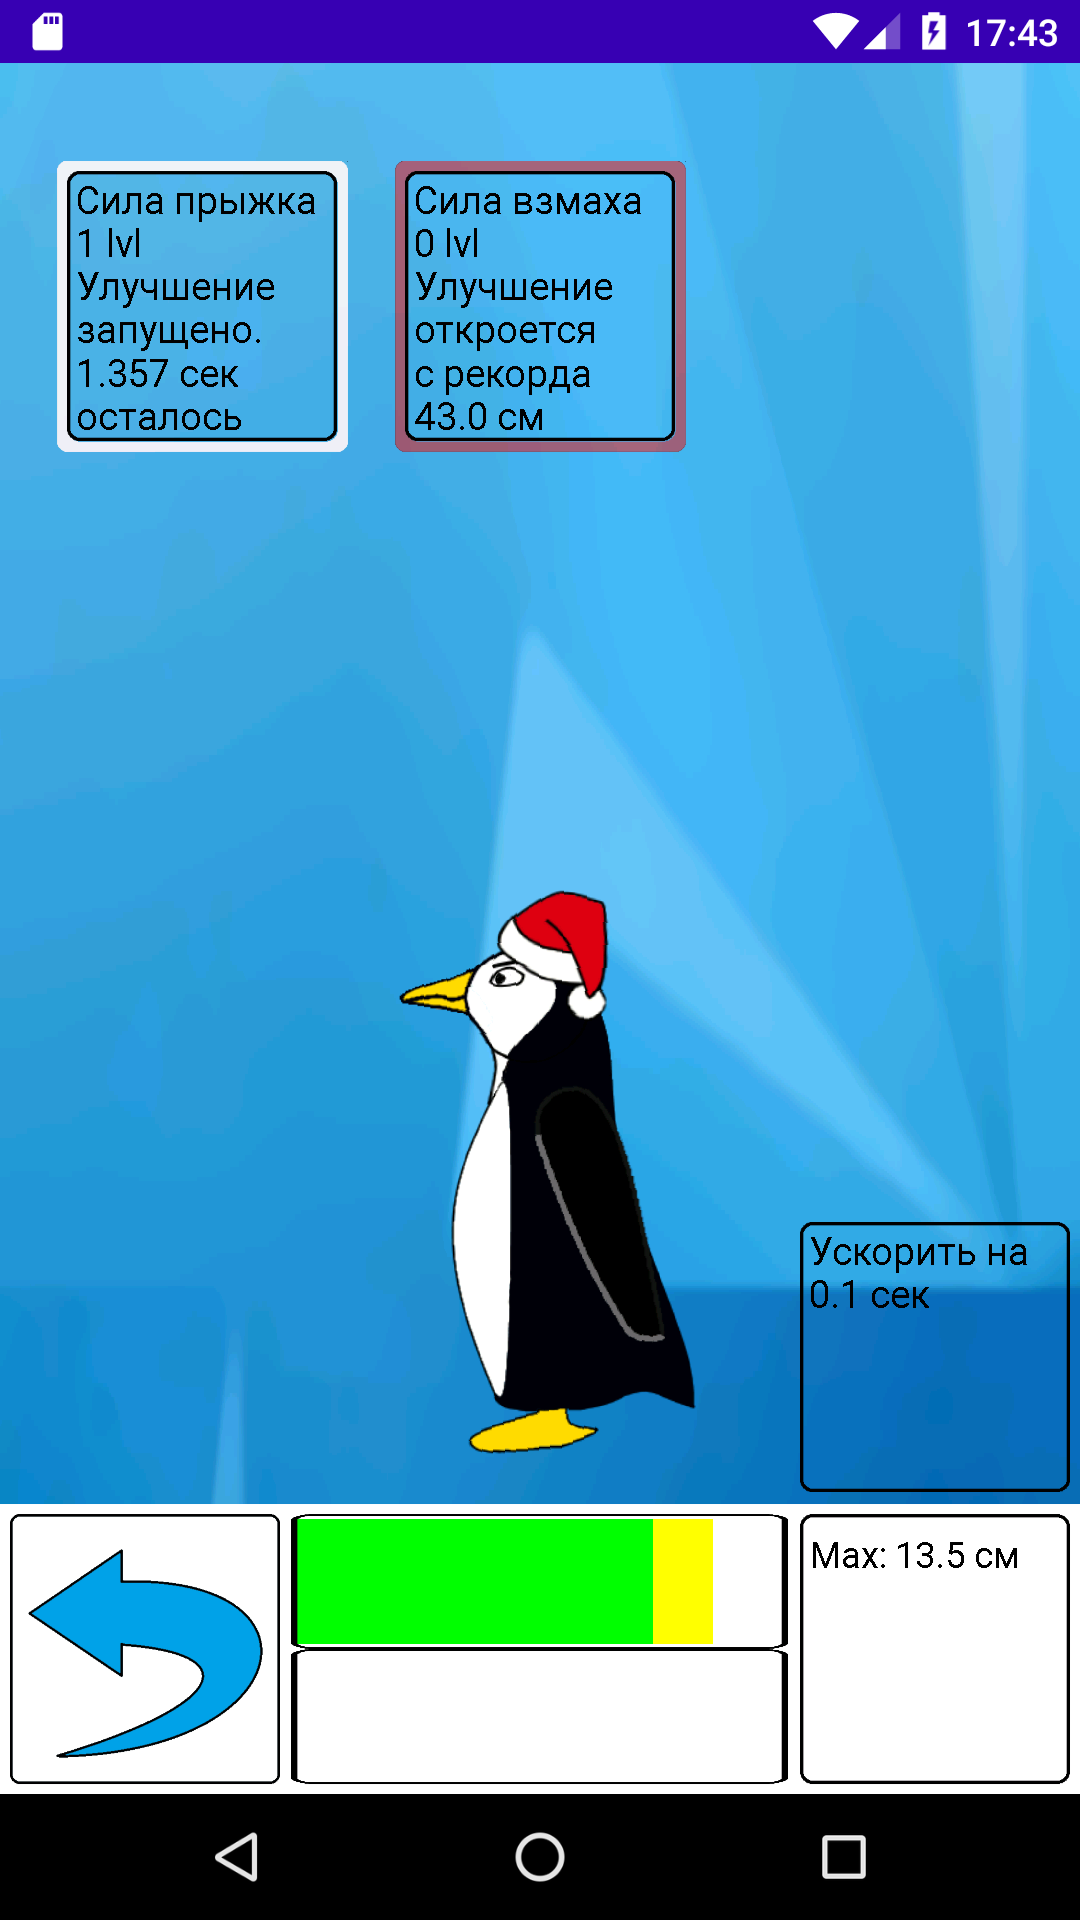 17:43
Сила прыжка
1 lvl
Улучшение
запущено.
1.357 сек
осталось
Сила взмаха
0 lvl
Улучшение
откроется
с рекорда
43.0 см
Ускорить на
0.1 сек
Max: 13.5 см